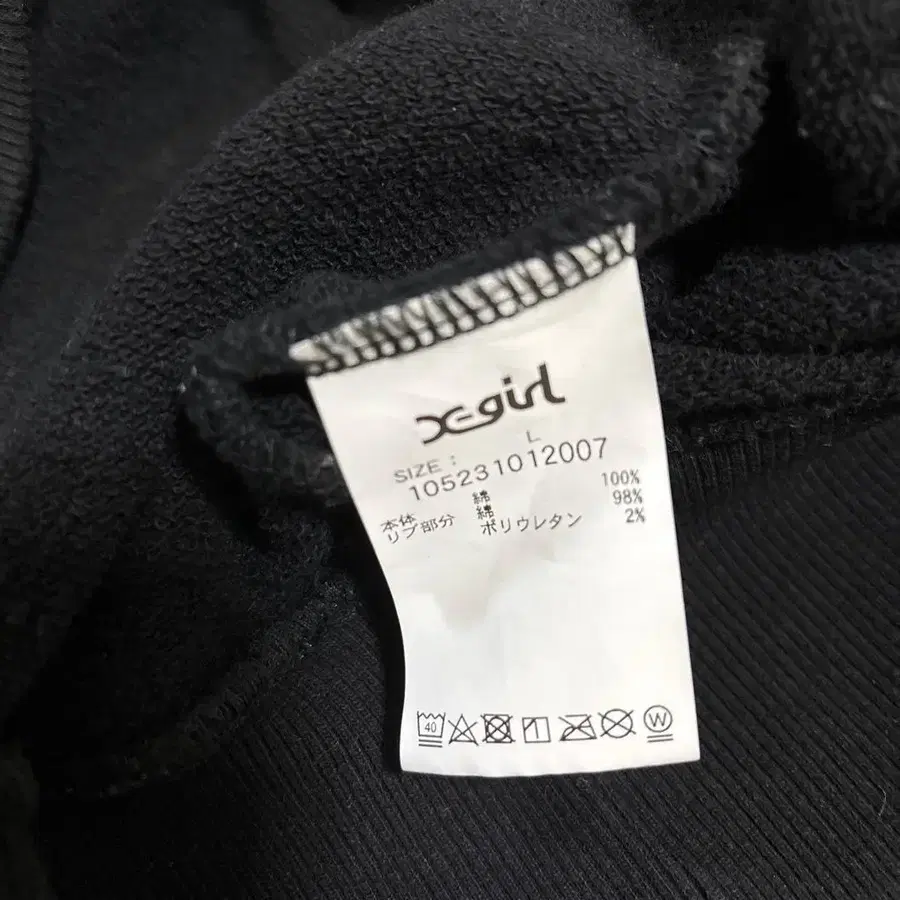 X-girl
SIZE : L
105231012007
本体 綿 100%
リブ部分 綿 98%
ポリウレタン 2%
40
W